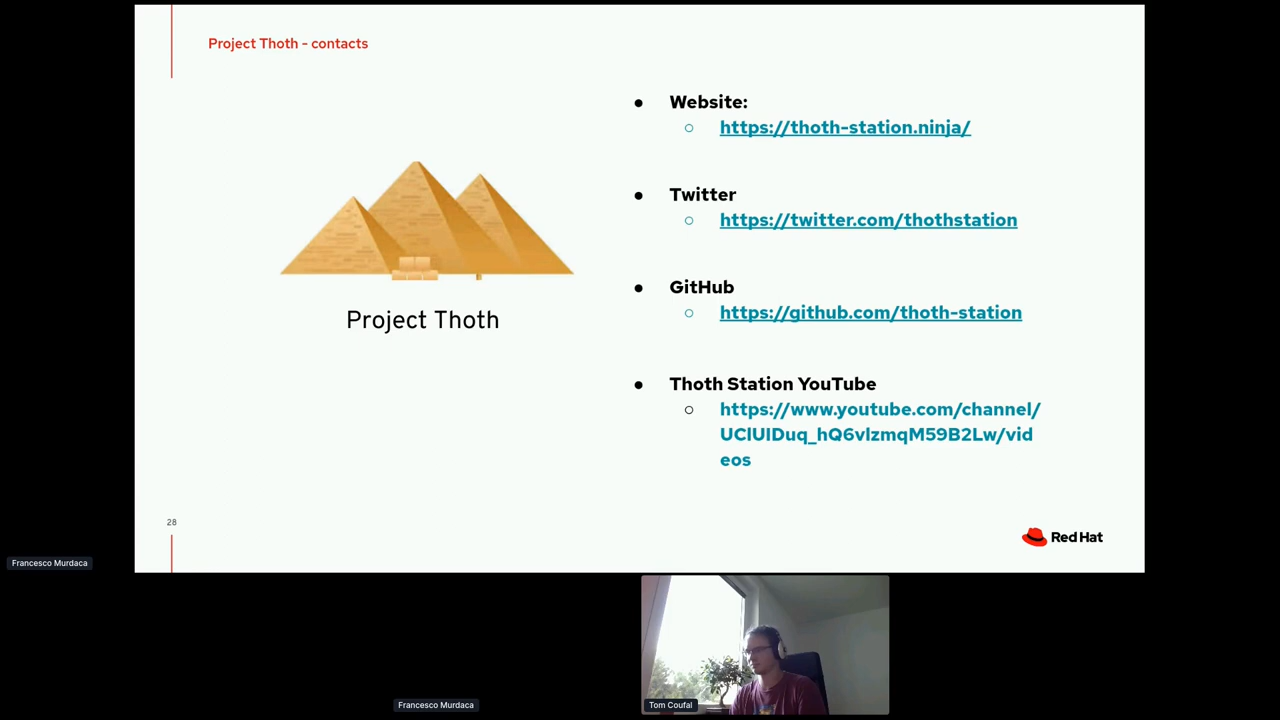 Project Thoth - contacts
Website:
https://thoth-station.ninja/
Twitter
https://twitter.com/thothstation
GitHub
https://github.com/thoth-station
Project Thoth
Thoth Station YouTube
https://www.youtube.com/channel/
UClUIDuq_hQ6vlzmqM59B2Lw/vid
eos
28
Red Hat
Francesco Murdaca
Francesco Murdaca
Tom Coufal